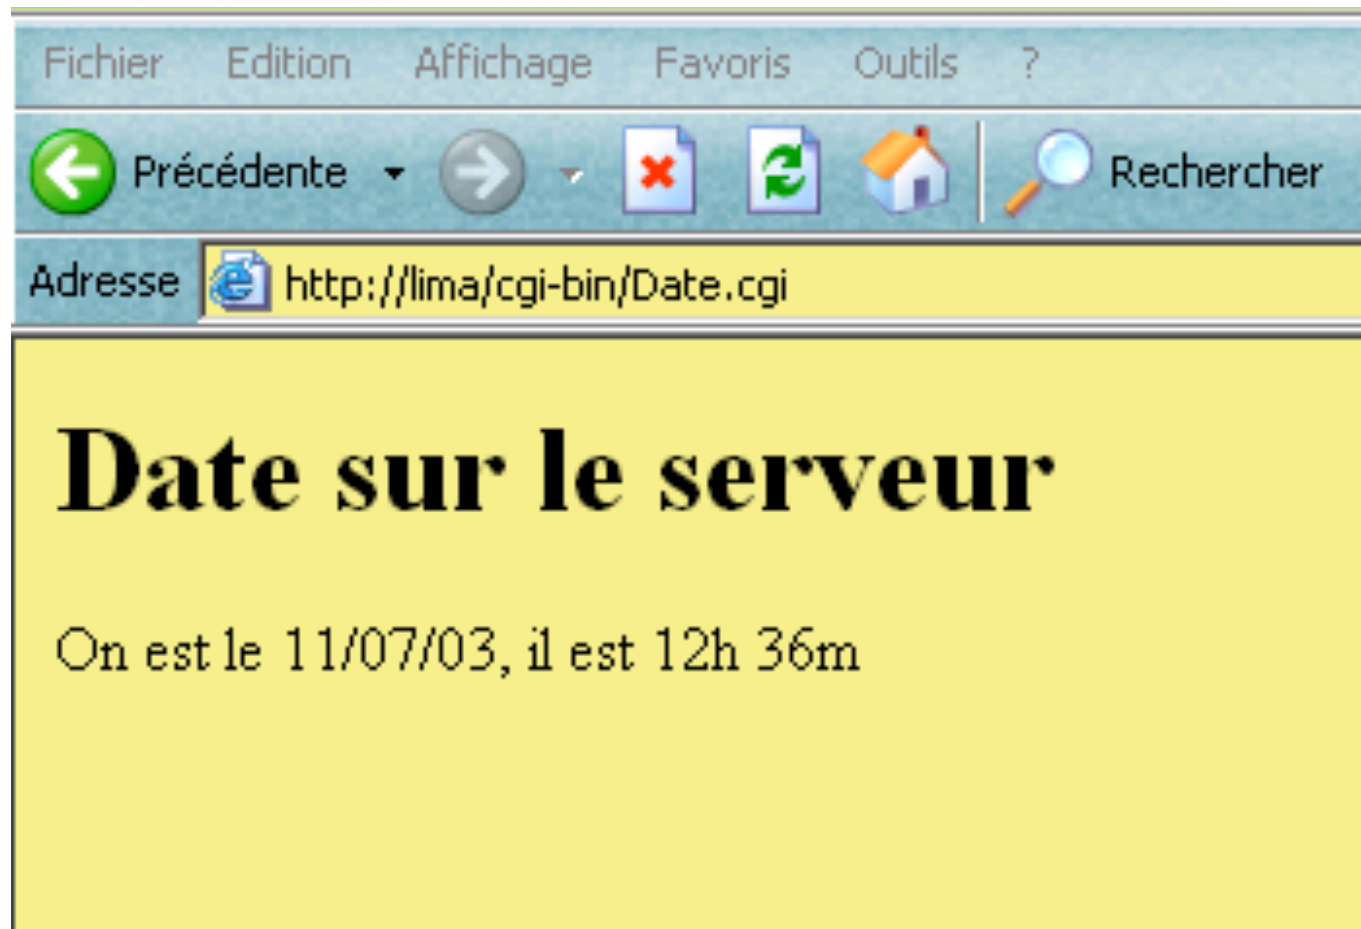 Fichier Edition Affichage Favoris Outils ?
Précédente Rechercher
Adresse http://lima/cgi-bin/Date.cgi
Date sur le serveur
On est le 11/07/03, il est 12h 36m